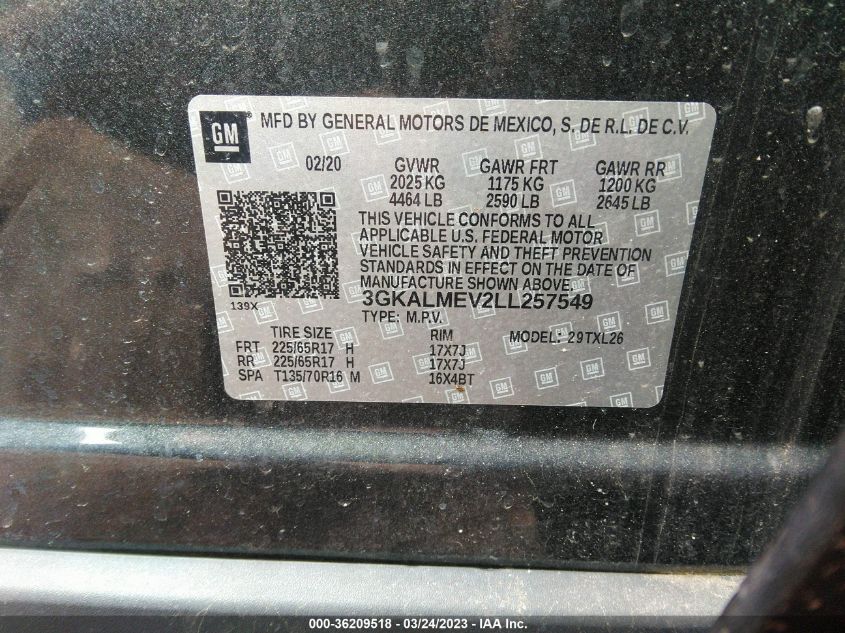 GM ® MFD BY GENERAL MOTORS DE MEXICO, S. DE R.L. DE C.V.
02/20 GVWR GAWR FRT GAWR RR
2025 KG 1175 KG 1200 KG
4464 LB 2590 LB 2645 LB
THIS VEHICLE CONFORMS TO ALL
APPLICABLE U.S. FEDERAL MOTOR
VEHICLE SAFETY AND THEFT PREVENTION
STANDARDS IN EFFECT ON THE DATE OF
MANUFACTURE SHOWN ABOVE.
139X 3GKALMEV2LL257549
TYPE: M.P.V. MODEL: 29TXL26
TIRE SIZE RIM
FRT 225/65R17 H 17X7J
RR 225/65R17 H 17X7J
SPA T135/70R16 M 16X4BT
000-36209518 - 03/24/2023 - © IAA Inc.